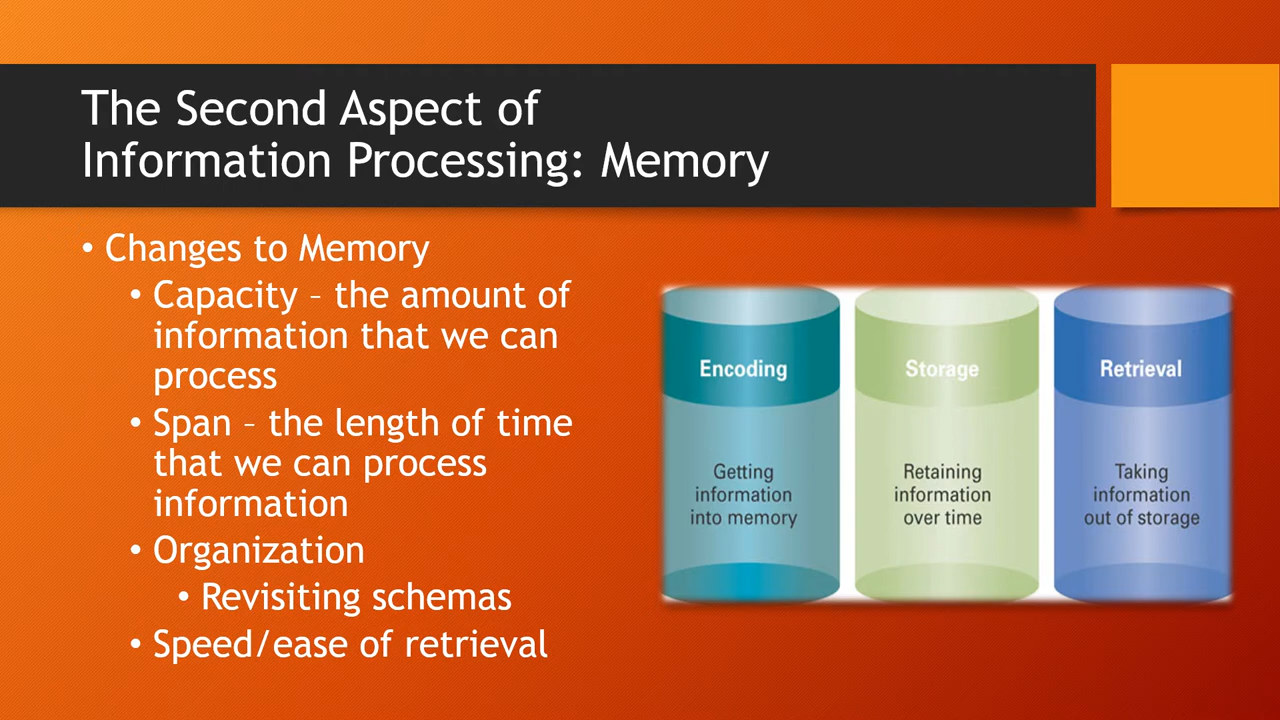 The Second Aspect of
Information Processing: Memory
• Changes to Memory
• Capacity – the amount of
information that we can
process
• Span – the length of time
that we can process
information
• Organization
• Revisiting schemas
• Speed/ease of retrieval
Encoding
Getting
information
into memory
Storage
Retaining
information
over time
Retrieval
Taking
information
out of storage